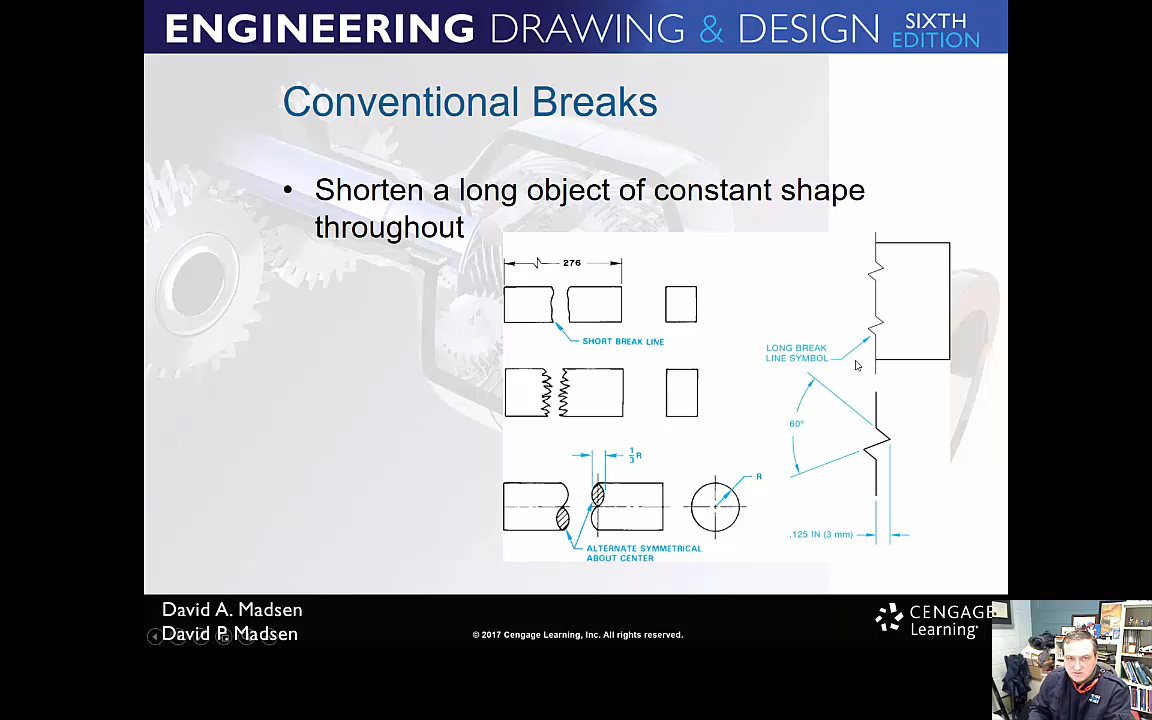 ENGINEERING DRAWING & DESIGN SIXTH EDITION
Conventional Breaks
• Shorten a long object of constant shape
throughout
276
SHORT BREAK LINE
LONG BREAK
LINE SYMBOL
60°
1/3 R
R
.125 IN (3 mm)
ALTERNATE SYMMETRICAL
ABOUT CENTER
David A. Madsen
David P. Madsen
© 2017 Cengage Learning, Inc. All rights reserved.
CENGAGE
Learning